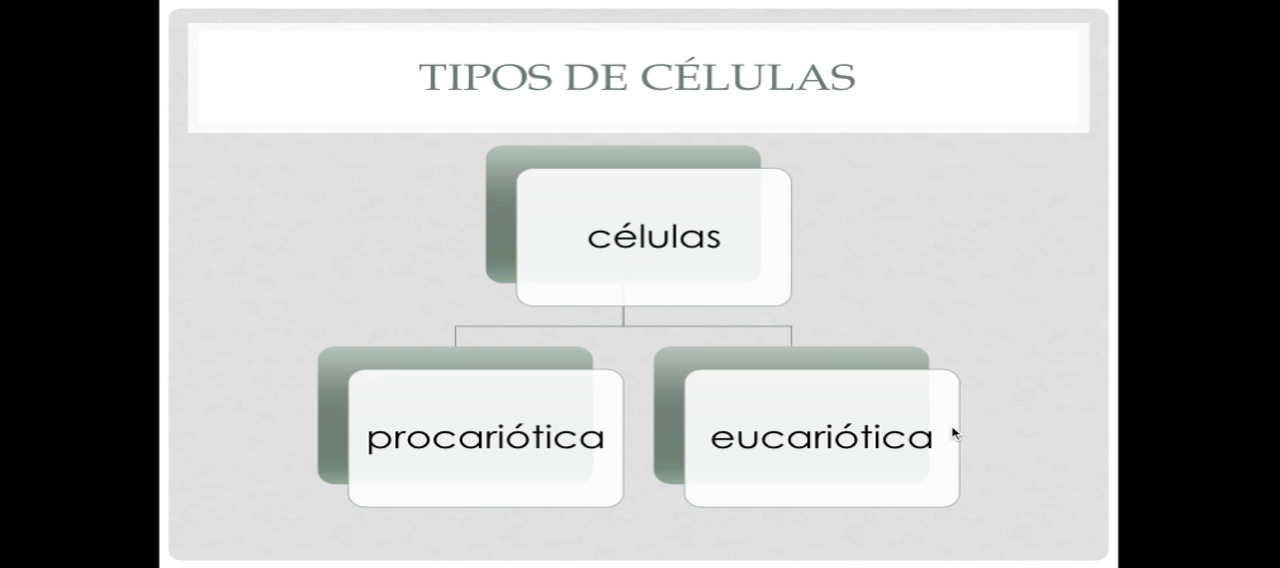 TIPOS DE CÉLULAS
células
procariótica
eucariótica